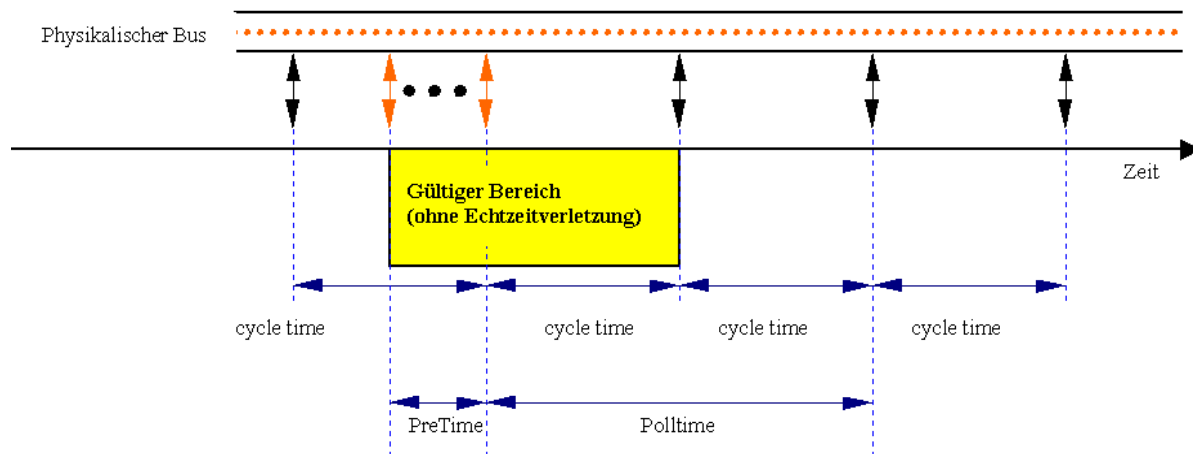 Physikalischer Bus
Zeit
Gültiger Bereich
(ohne Echtzeitverletzung)
cycle time
cycle time
cycle time
cycle time
PreTime
Polltime